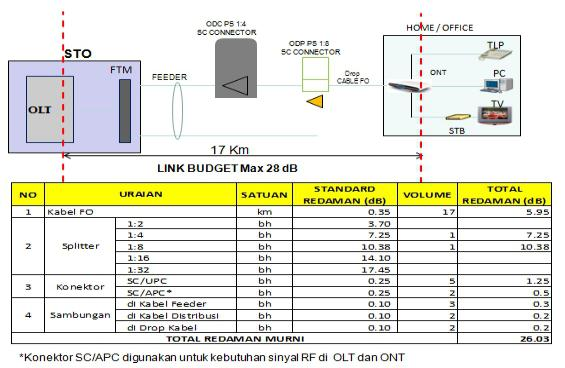 ODC PS 1:4
SC CONNECTOR
HOME / OFFICE
ODP PS 1:8
SC CONNECTOR
STO
TLP
FTM
FEEDER
Drop
CABLE FO
ONT
PC
OLT
TV
STB
17 Km
LINK BUDGET Max 28 dB
NO URAIAN SATUAN STANDARD REDAMAN (dB) VOLUME TOTAL REDAMAN (dB)
1 Kabel FO km 0.35 17 5.95
2 Splitter 1:2 bh 3.70
1:4 bh 7.25 1 7.25
1:8 bh 10.38 1 10.38
1:16 bh 14.10
1:32 bh 17.45
3 Konektor SC/UPC bh 0.25 5 1.25
SC/APC* bh 0.25 2 0.5
4 Sambungan di Kabel Feeder bh 0.10 3 0.3
di Kabel Distribusi bh 0.10 2 0.2
di Drop Kabel bh 0.10 2 0.2
TOTAL REDAMAN MURNI 26.03
*Konektor SC/APC digunakan untuk kebutuhan sinyal RF di OLT dan ONT